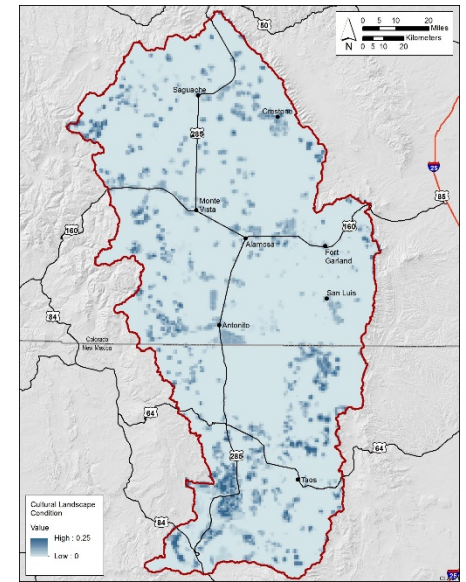 50
N
0 5 10 20
Miles
0 5 10 20
Kilometers
Saguache
Crestone
285
25
Monte
Vista
85
160
160
Alamosa
Fort
Garland
San Luis
84
Antonito
Colorado
New Mexico
64
64
285
Taos
84
Cultural Landscape
Condition
Value
High : 0.25
Low : 0
25